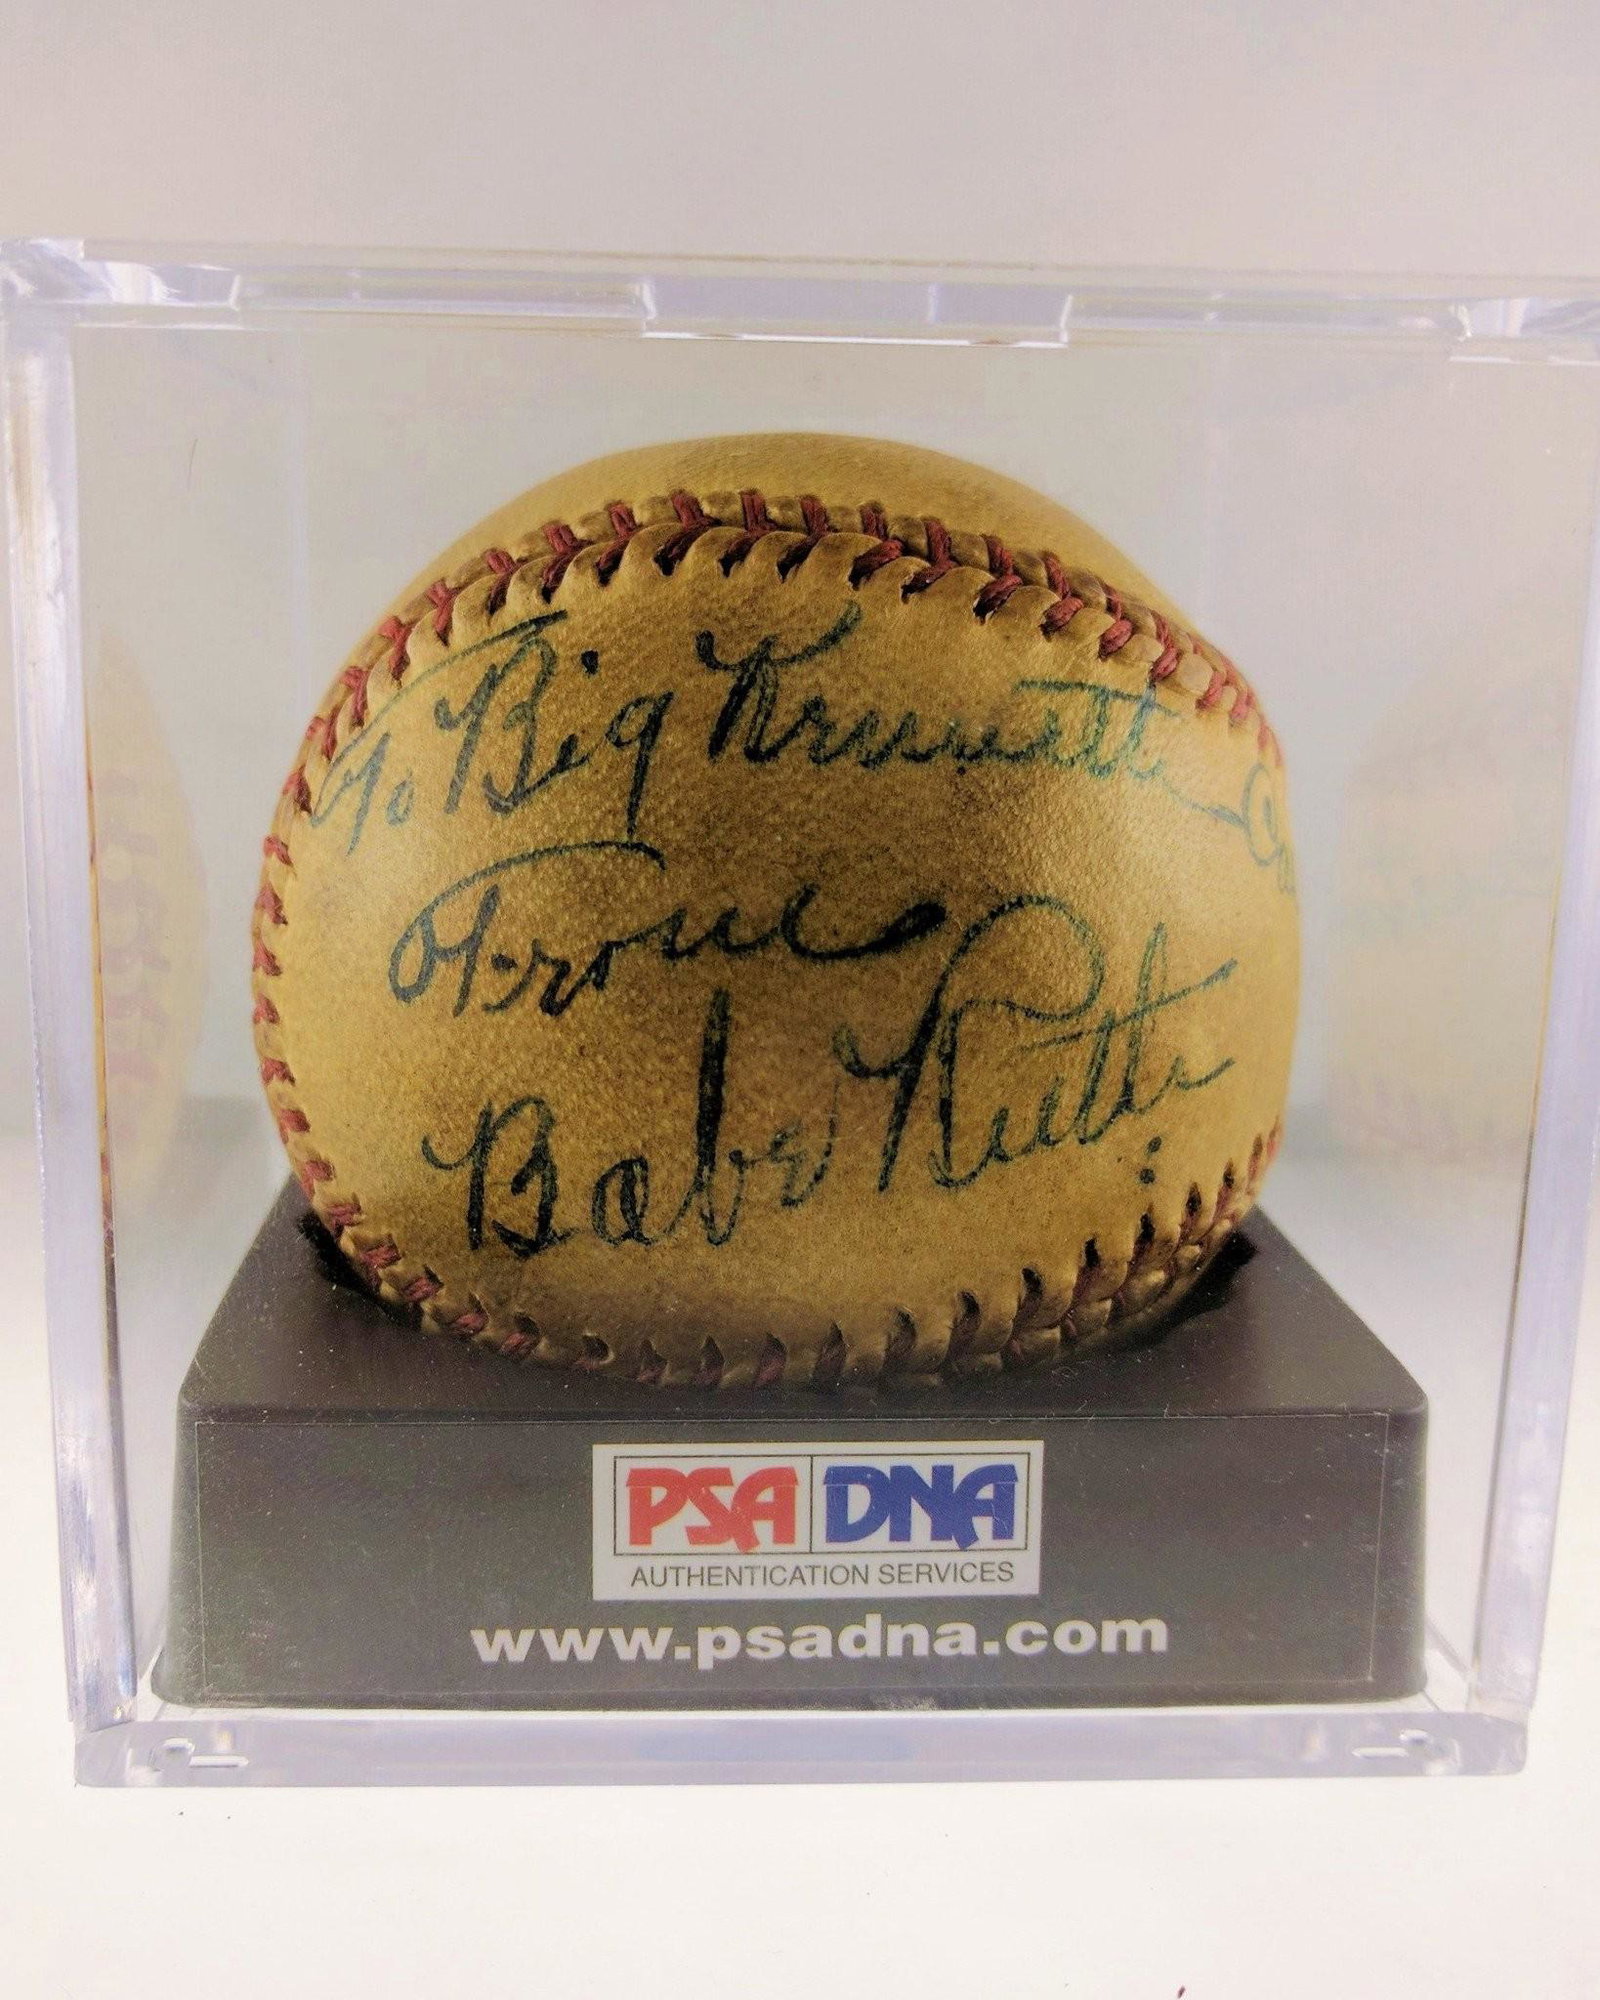 To Big
From
Babe Ruth
PSA DNA
AUTHENTICATION SERVICES
www.psadna.com